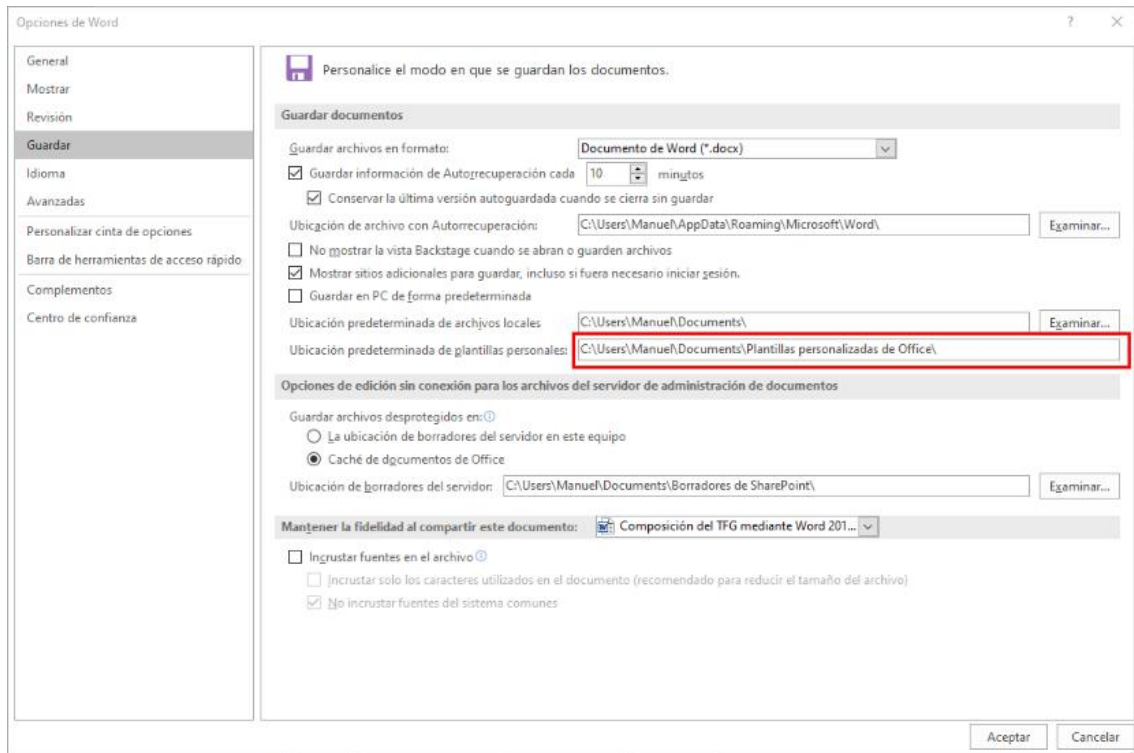 Opciones de Word
?
General
Mostrar
Revisión
Guardar
Idioma
Avanzadas
Personalizar cinta de opciones
Barra de herramientas de acceso rápido
Complementos
Centro de confianza
Personalice el modo en que se guardan los documentos.
Guardar documentos
Guardar archivos en formato: Documento de Word (*.docx)
Guardar información de Autorrecuperación cada 10 minutos
Conservar la última versión autoguardada cuando se cierra sin guardar
Ubicación de archivo con Autorrecuperación: C:\Users\Manuel\AppData\Roaming\Microsoft\Word\ Examinar...
No mostrar la vista Backstage cuando se abran o guarden archivos
Mostrar sitios adicionales para guardar, incluso si fuera necesario iniciar sesión.
Guardar en PC de forma predeterminada
Ubicación predeterminada de archivos locales C:\Users\Manuel\Documents\ Examinar...
Ubicación predeterminada de plantillas personales: C:\Users\Manuel\Documents\Plantillas personalizadas de Office\
Opciones de edición sin conexión para los archivos del servidor de administración de documentos
Guardar archivos desprotegidos en:
La ubicación de borradores del servidor en este equipo
Caché de documentos de Office
Ubicación de borradores del servidor: C:\Users\Manuel\Documents\Borradores de SharePoint\ Examinar...
Mantener la fidelidad al compartir este documento: Composición del TFG mediante Word 201...
Incrustar fuentes en el archivo
Incrustar solo los caracteres utilizados en el documento (recomendado para reducir el tamaño del archivo)
No incrustar fuentes del sistema comunes
Aceptar Cancelar